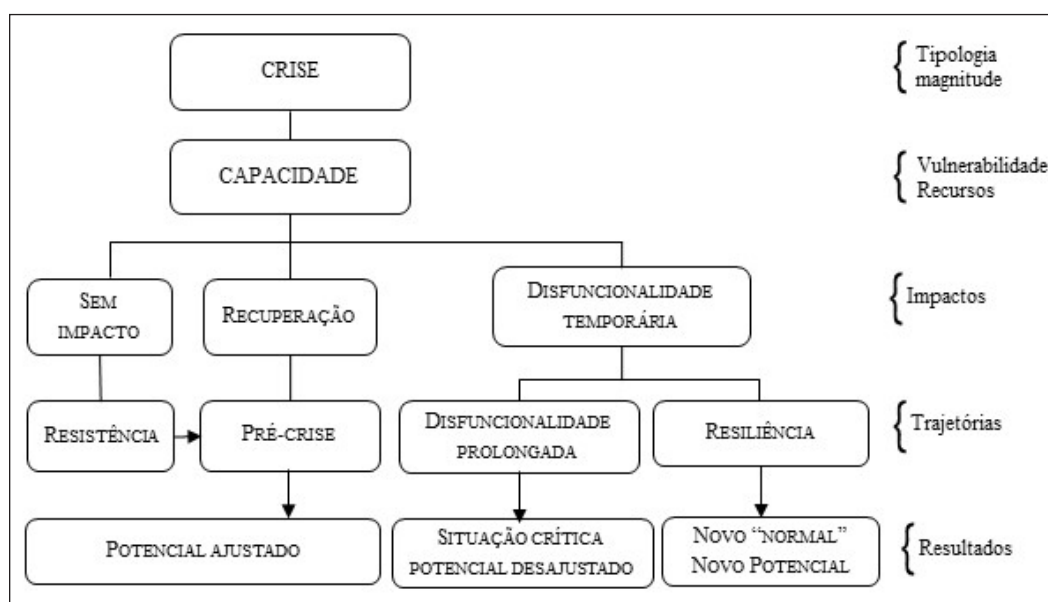 CRISE
{ Tipologia
magnitude
CAPACIDADE
{ Vulnerabilidade
Recursos
SEM
IMPACTO
RECUPERAÇÃO
DISFUNCIONALIDADE
TEMPORÁRIA
{ Impactos
RESISTÊNCIA
PRÉ-CRISE
DISFUNCIONALIDADE
PROLONGADA
RESILIÊNCIA
{ Trajetórias
POTENCIAL AJUSTADO
SITUAÇÃO CRÍTICA
POTENCIAL DESAJUSTADO
NOVO “NORMAL”
NOVO POTENCIAL
{ Resultados